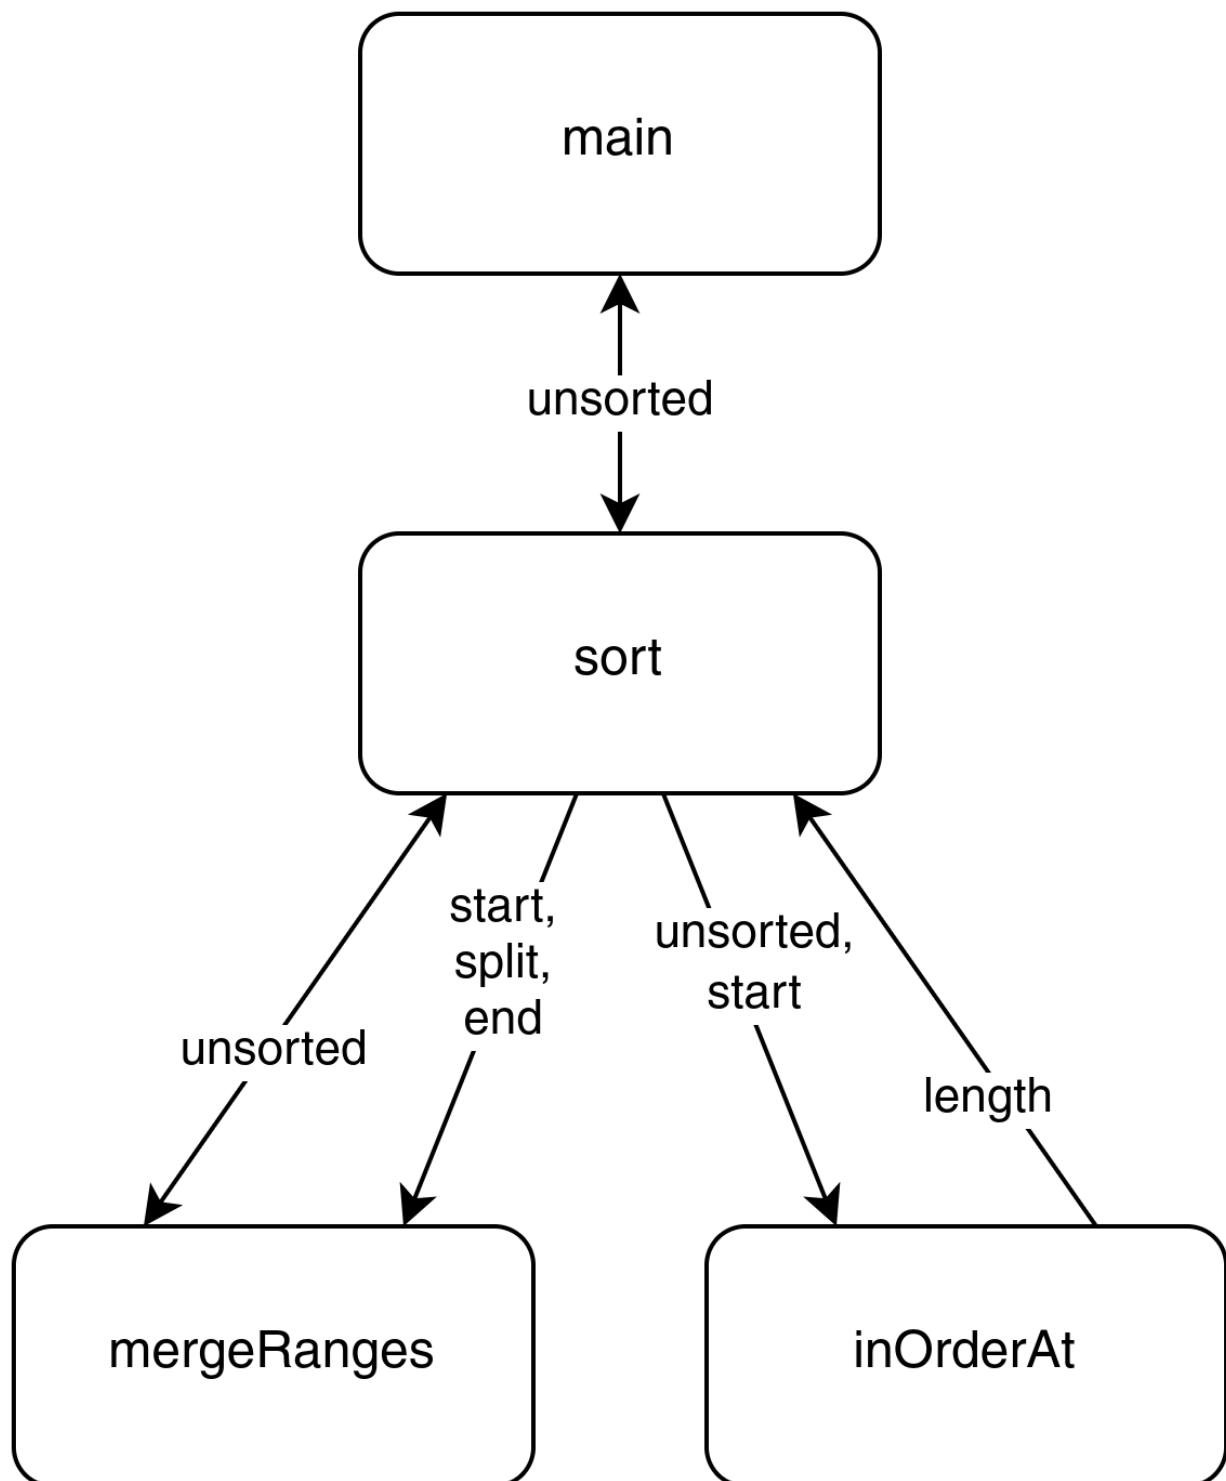 main
unsorted
sort
start,
split,
end
unsorted
unsorted,
start
length
mergeRanges
inOrderAt